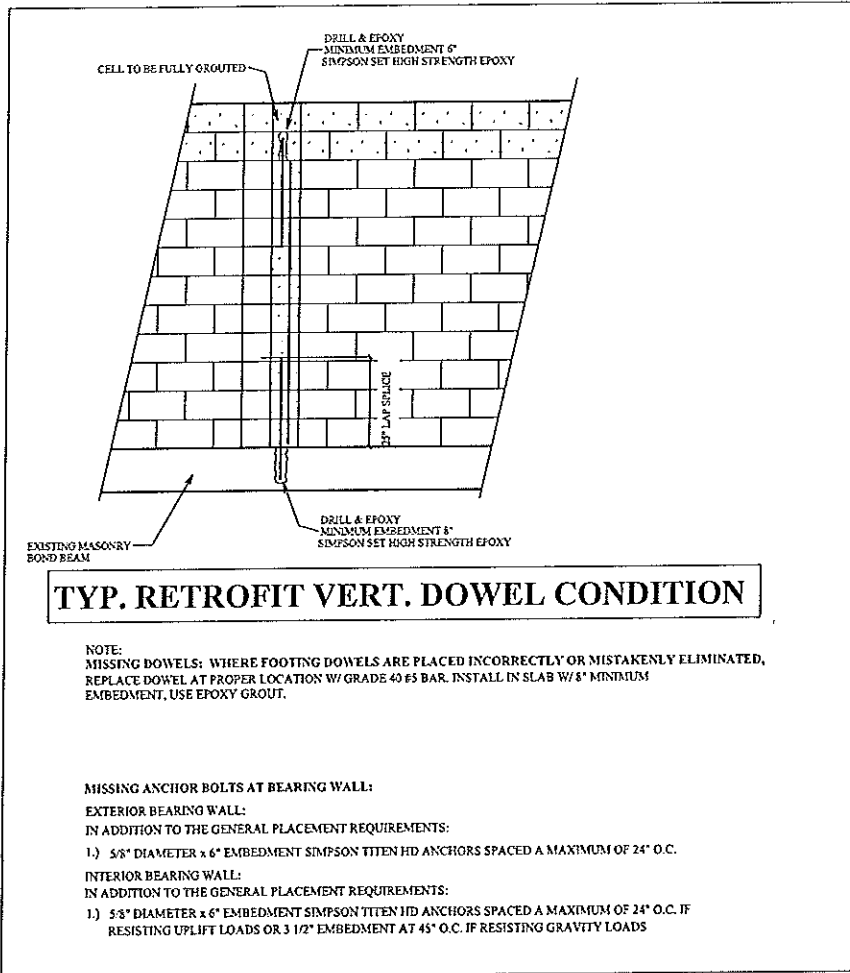 DRILL & EPOXY
MINIMUM EMBEDMENT 6"
SIMPSON SET HIGH STRENGTH EPOXY
CELL TO BE FULLY GROUTED
25" LAP SPLICE
DRILL & EPOXY
MINIMUM EMBEDMENT 8"
SIMPSON SET HIGH STRENGTH EPOXY
EXISTING MASONRY
BOND BEAM
TYP. RETROFIT VERT. DOWEL CONDITION
NOTE:
MISSING DOWELS: WHERE FOOTING DOWELS ARE PLACED INCORRECTLY OR MISTAKENLY ELIMINATED,
REPLACE DOWEL AT PROPER LOCATION W/ GRADE 40 #5 BAR. INSTALL IN SLAB W/ 8" MINIMUM
EMBEDMENT, USE EPOXY GROUT.
MISSING ANCHOR BOLTS AT BEARING WALL:
EXTERIOR BEARING WALL:
IN ADDITION TO THE GENERAL PLACEMENT REQUIREMENTS:
1.) 5/8" DIAMETER x 6" EMBEDMENT SIMPSON TITEN HD ANCHORS SPACED A MAXIMUM OF 24" O.C.
INTERIOR BEARING WALL:
IN ADDITION TO THE GENERAL PLACEMENT REQUIREMENTS:
1.) 5/8" DIAMETER x 6" EMBEDMENT SIMPSON TITEN HD ANCHORS SPACED A MAXIMUM OF 24" O.C. IF
RESISTING UPLIFT LOADS OR 3 1/2" EMBEDMENT AT 48" O.C. IF RESISTING GRAVITY LOADS